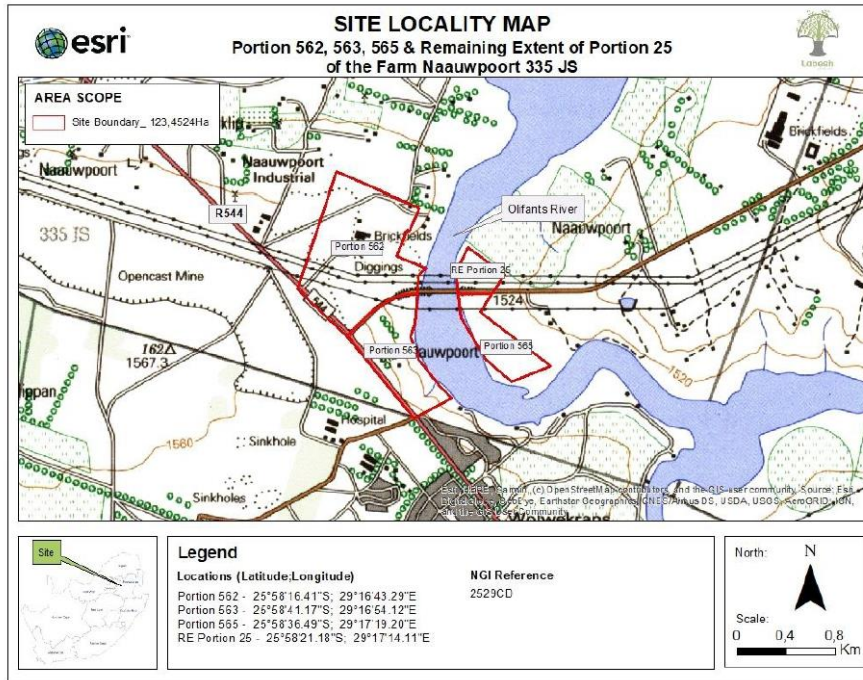 esri
SITE LOCALITY MAP
Portion 562, 563, 565 & Remaining Extent of Portion 25
of the Farm Naauwpoort 335 JS
Labesh
AREA SCOPE
Site Boundary_ 123,4524Ha
Naauwpoort
Naauwpoort
Industrial
R544
335 JS
Opencast Mine
162
1567.3
Brickfields
Diggings
Portion 562
Olifants River
Naauwpoort
Brickfields
RE Portion 25
1524
544
Portion 563
auwpoort
Portion 565
1520
Hospital
1560
Sinkhole
Sinkholes
Wolwekrans
Site
Legend
Locations (Latitude;Longitude)
Portion 562 - 25°58'16.41"S; 29°16'43.29"E
Portion 563 - 25°58'41.17"S; 29°16'54.12"E
Portion 565 - 25°58'36.49"S; 29°17'19.20"E
RE Portion 25 - 25°58'21.18"S; 29°17'14.11"E
NGI Reference
2529CD
North:
N
Scale:
0 0,4 0,8
Km